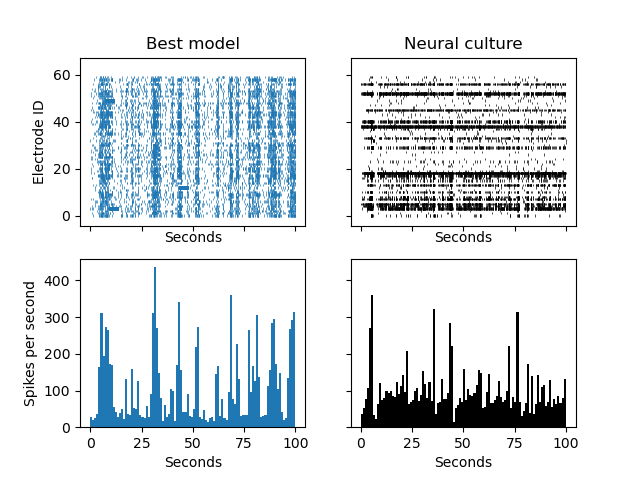 Best model
Neural culture
Electrode ID
60
40
20
0
Seconds
Seconds
Spikes per second
400
300
200
100
0
0 25 50 75 100
0 25 50 75 100
Seconds
Seconds